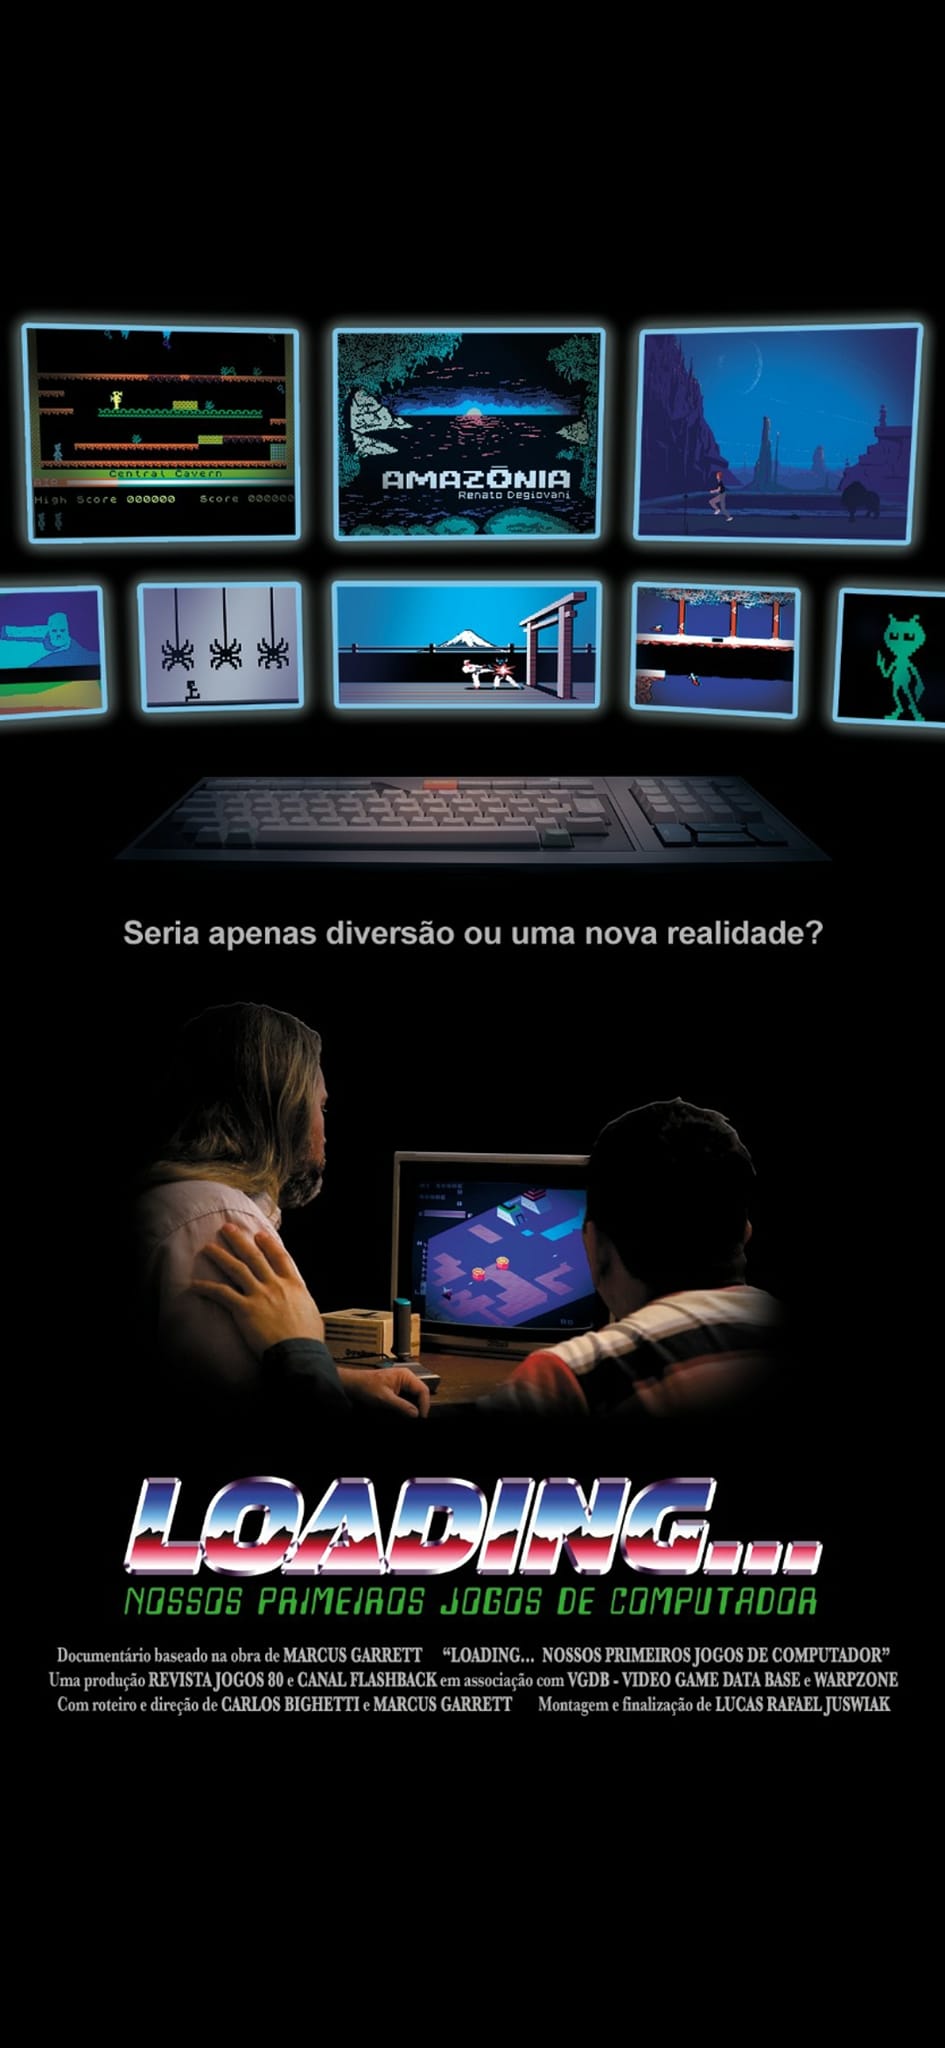 Central Cavern
AIR
High Score 000000 Score 000000
AMAZÔNIA
Renato Degiovani
Seria apenas diversão ou uma nova realidade?
LOADING...
NOSSOS PRIMEIROS JOGOS DE COMPUTADOR
Documentário baseado na obra de MARCUS GARRETT “LOADING... NOSSOS PRIMEIROS JOGOS DE COMPUTADOR”
Uma produção REVISTA JOGOS 80 e CANAL FLASHBACK em associação com VGDB - VIDEO GAME DATA BASE e WARPZONE
Com roteiro e direção de CARLOS BIGHETTI e MARCUS GARRETT Montagem e finalização de LUCAS RAFAEL JUSWIAK